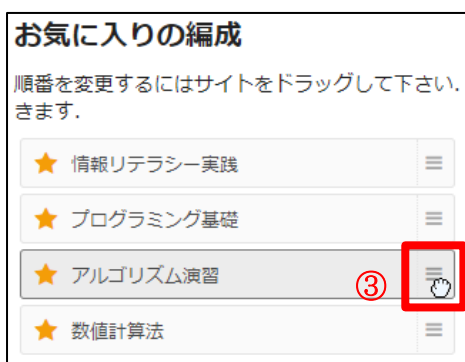 お気に入りの編成
順番を変更するにはサイトをドラッグして下さい.
きます.
情報リテラシー実践
プログラミング基礎
アルゴリズム演習
③
数値計算法